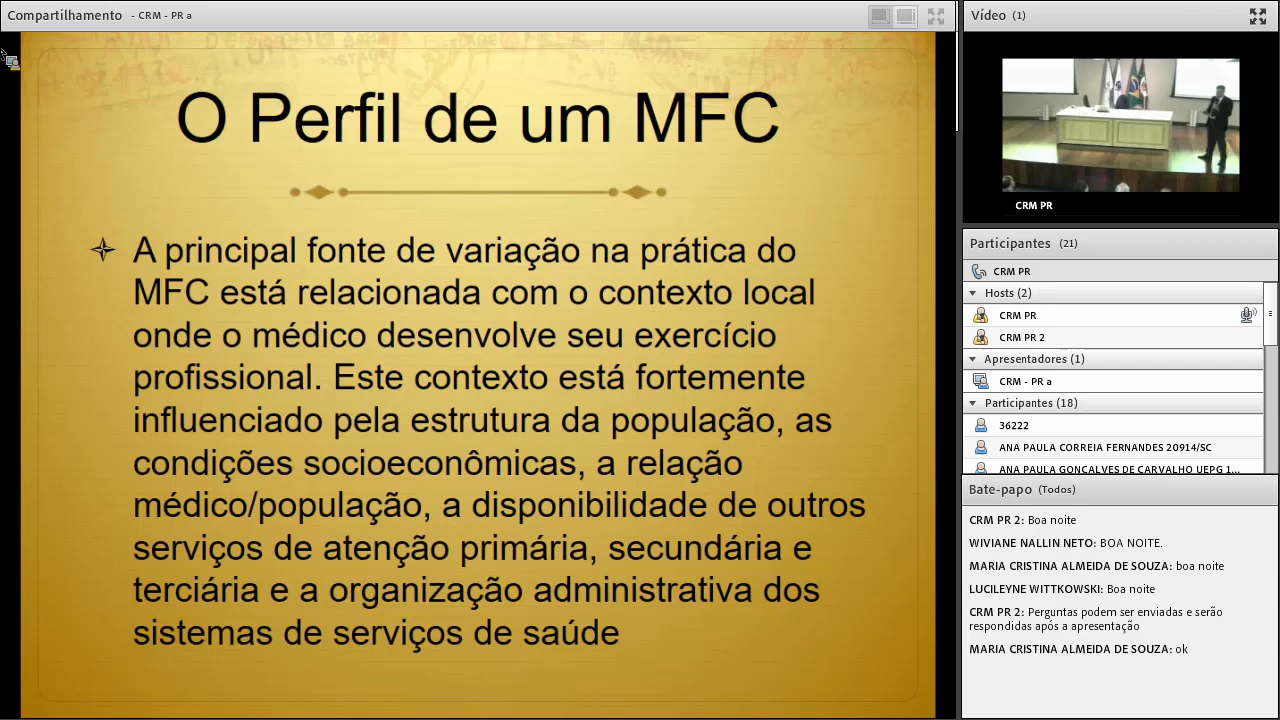 Compartilhamento - CRM - PR a
O Perfil de um MFC
A principal fonte de variação na prática do
MFC está relacionada com o contexto local
onde o médico desenvolve seu exercício
profissional. Este contexto está fortemente
influenciado pela estrutura da população, as
condições socioeconômicas, a relação
médico/população, a disponibilidade de outros
serviços de atenção primária, secundária e
terciária e a organização administrativa dos
sistemas de serviços de saúde
Vídeo (1)
CRM PR
Participantes (21)
CRM PR
Hosts (2)
CRM PR
CRM PR 2
Apresentadores (1)
CRM - PR a
Participantes (18)
36222
ANA PAULA CORREIA FERNANDES 20914/SC
ANA PAULA GONCALVES DE CARVALHO UEPG 1...
Bate-papo (Todos)
CRM PR 2: Boa noite
WIVIANE NALLIN NETO: BOA NOITE.
MARIA CRISTINA ALMEIDA DE SOUZA: boa noite
LUCILEYNE WITTKOWSKI: Boa noite
CRM PR 2: Perguntas podem ser enviadas e serão
respondidas após a apresentação
MARIA CRISTINA ALMEIDA DE SOUZA: ok